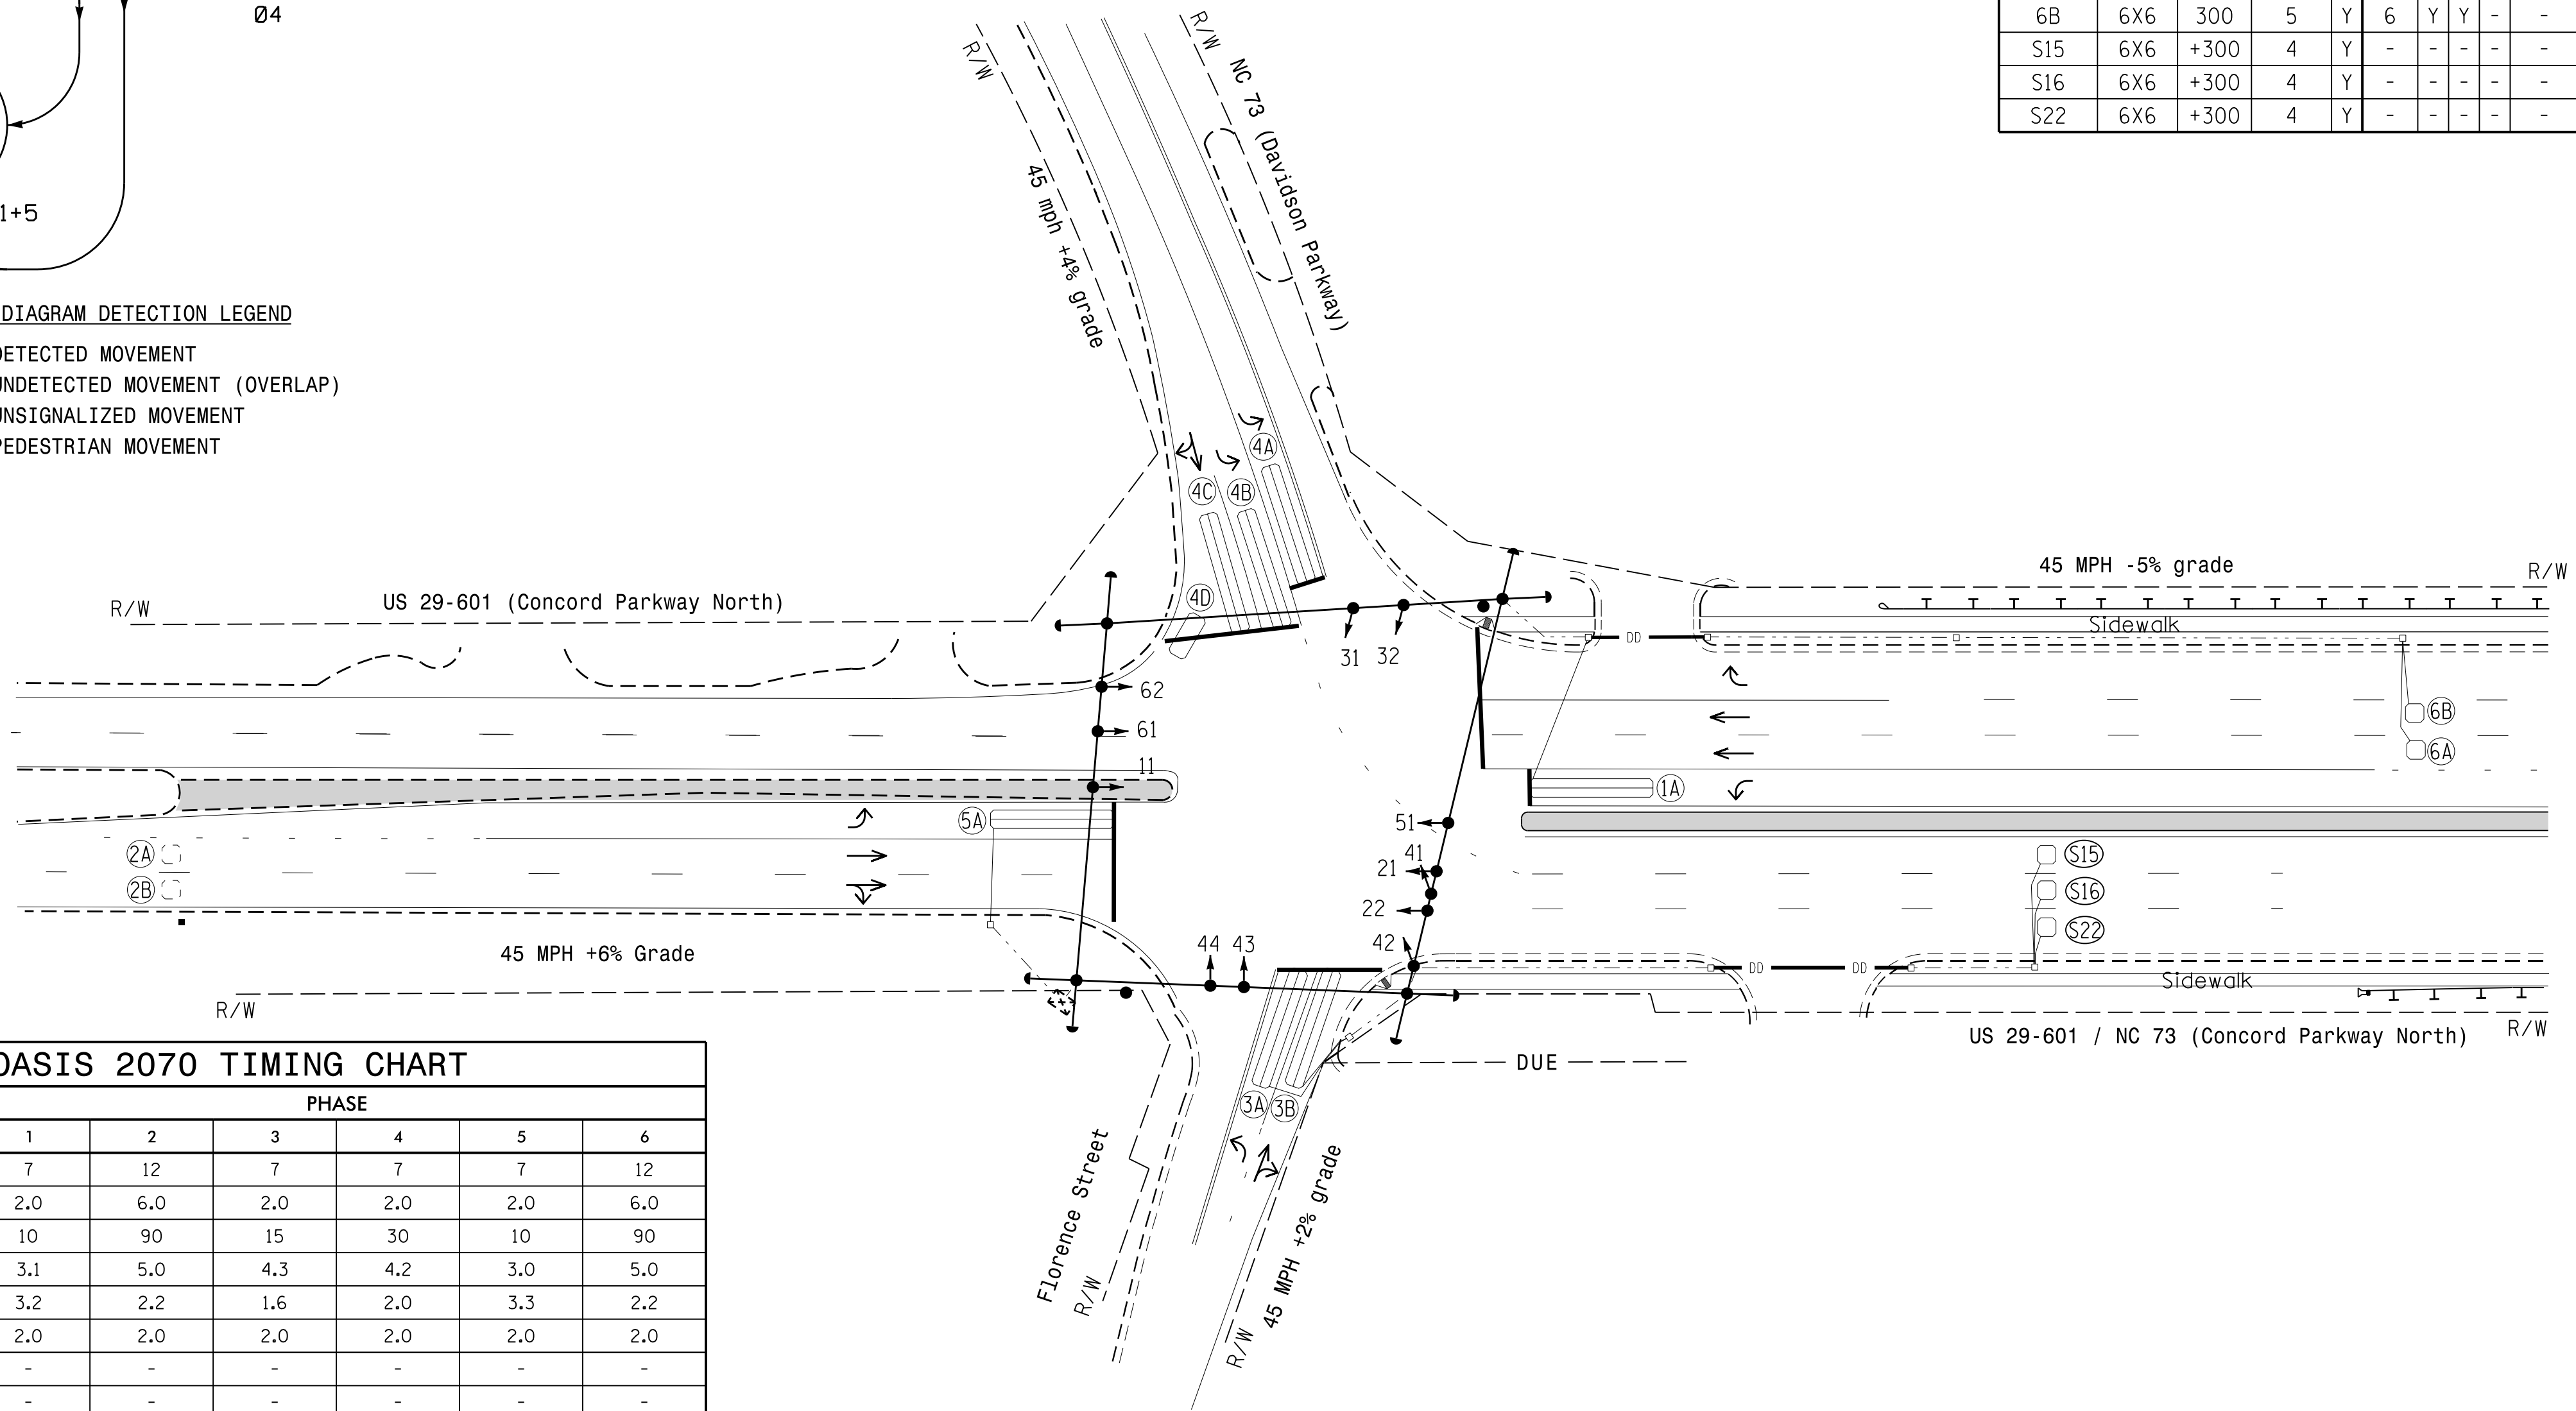 Ø4
1+5
DIAGRAM DETECTION LEGEND
DETECTED MOVEMENT
UNDETECTED MOVEMENT (OVERLAP)
UNSIGNALIZED MOVEMENT
PEDESTRIAN MOVEMENT
6B 6X6 300 5 Y 6 Y Y - -
S15 6X6 +300 4 Y - - - - -
S16 6X6 +300 4 Y - - - - -
S22 6X6 +300 4 Y - - - - -
R/W
R/W
NC 73 (Davidson Parkway)
45 mph +4% grade
4A
4C
4B
4D
R/W
US 29-601 (Concord Parkway North)
45 MPH -5% grade
R/W
Sidewalk
DD
31
32
62
61
11
6B
6A
1A
5A
51
41
21
22
42
2A
2B
S15
S16
S22
44
43
45 MPH +6% Grade
R/W
DD
DD
Sidewalk
US 29-601 / NC 73 (Concord Parkway North)
R/W
DUE
3A
3B
Florence Street
R/W
45 MPH +2% grade
R/W
OASIS 2070 TIMING CHART
PHASE
1 2 3 4 5 6
7 12 7 7 7 12
2.0 6.0 2.0 2.0 2.0 6.0
10 90 15 30 10 90
3.1 5.0 4.3 4.2 3.0 5.0
3.2 2.2 1.6 2.0 3.3 2.2
2.0 2.0 2.0 2.0 2.0 2.0
- - - - - -
- - - - - -